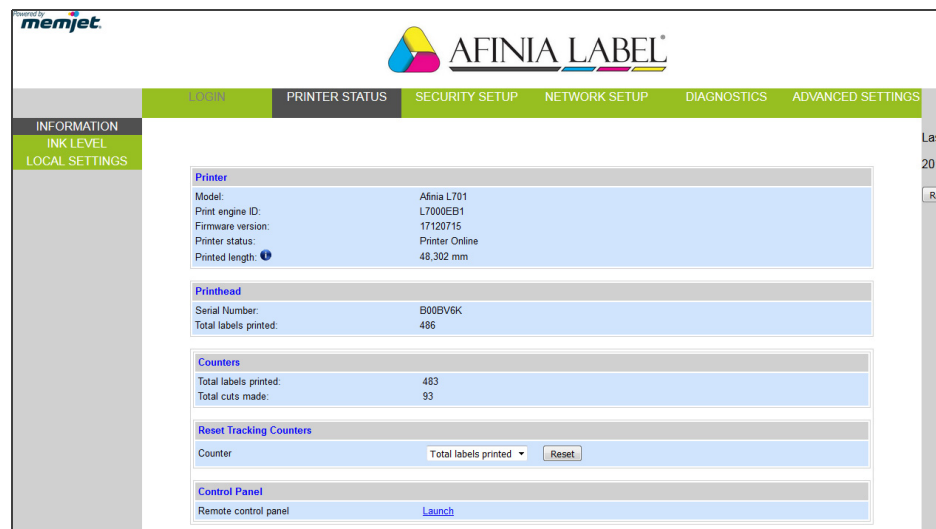 Powered by
memjet.
AFINIA LABEL
LOGIN PRINTER STATUS SECURITY SETUP NETWORK SETUP DIAGNOSTICS ADVANCED SETTINGS
INFORMATION
INK LEVEL
LOCAL SETTINGS
Las
20
R
Printer
Model: Afinia L701
Print engine ID: L7000EB1
Firmware version: 17120715
Printer status: Printer Online
Printed length: 48,302 mm
Printhead
Serial Number: B00BV6K
Total labels printed: 486
Counters
Total labels printed: 483
Total cuts made: 93
Reset Tracking Counters
Counter Total labels printed Reset
Control Panel
Remote control panel Launch